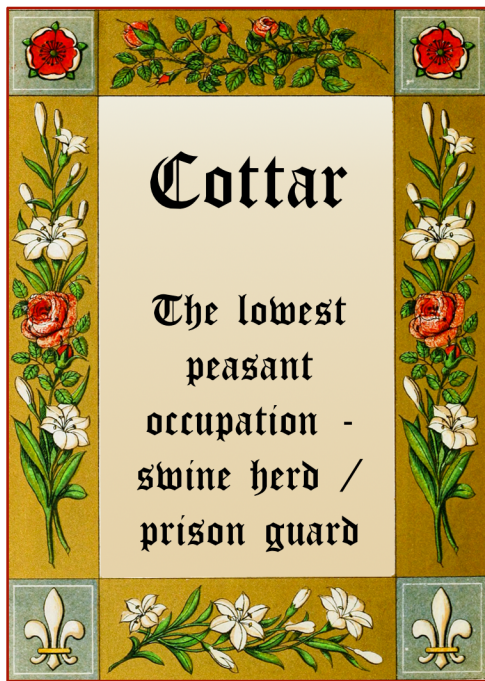 Cottar
The lowest
peasant
occupation -
swine herd /
prison guard